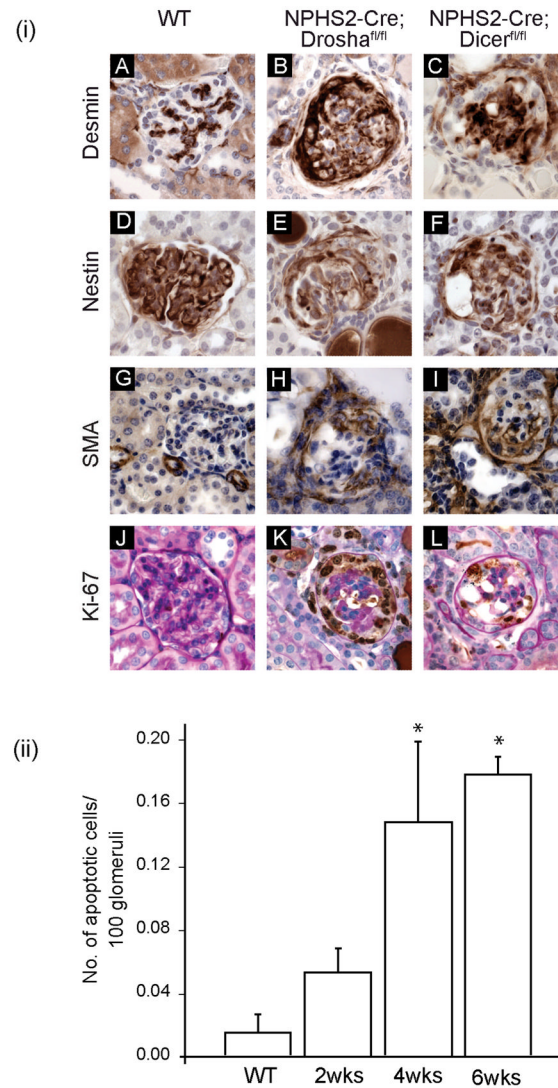 (i)
WT
NPHS2-Cre;
Droshafl/fl
NPHS2-Cre;
Dicerfl/fl
Desmin
A
B
C
Nestin
D
E
F
SMA
G
H
I
Ki-67
J
K
L
(ii)
No. of apoptotic cells/
100 glomeruli
0.20
0.16
0.12
0.08
0.04
0.00
*
*
WT
2wks
4wks
6wks